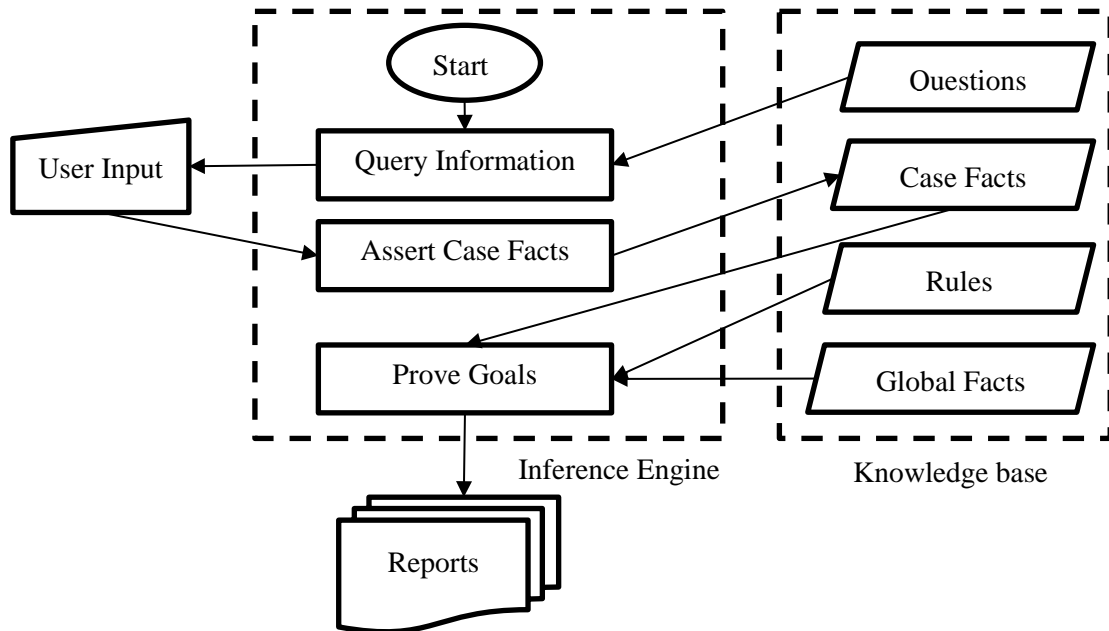 Start
Ouestions
Query Information
User Input
Case Facts
Assert Case Facts
Rules
Prove Goals
Global Facts
Inference Engine
Knowledge base
Reports